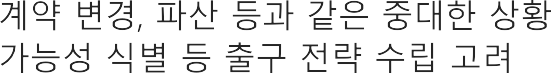 계약 변경, 파산 등과 같은 중대한 상황
가능성 식별 등 출구 전략 수립 고려